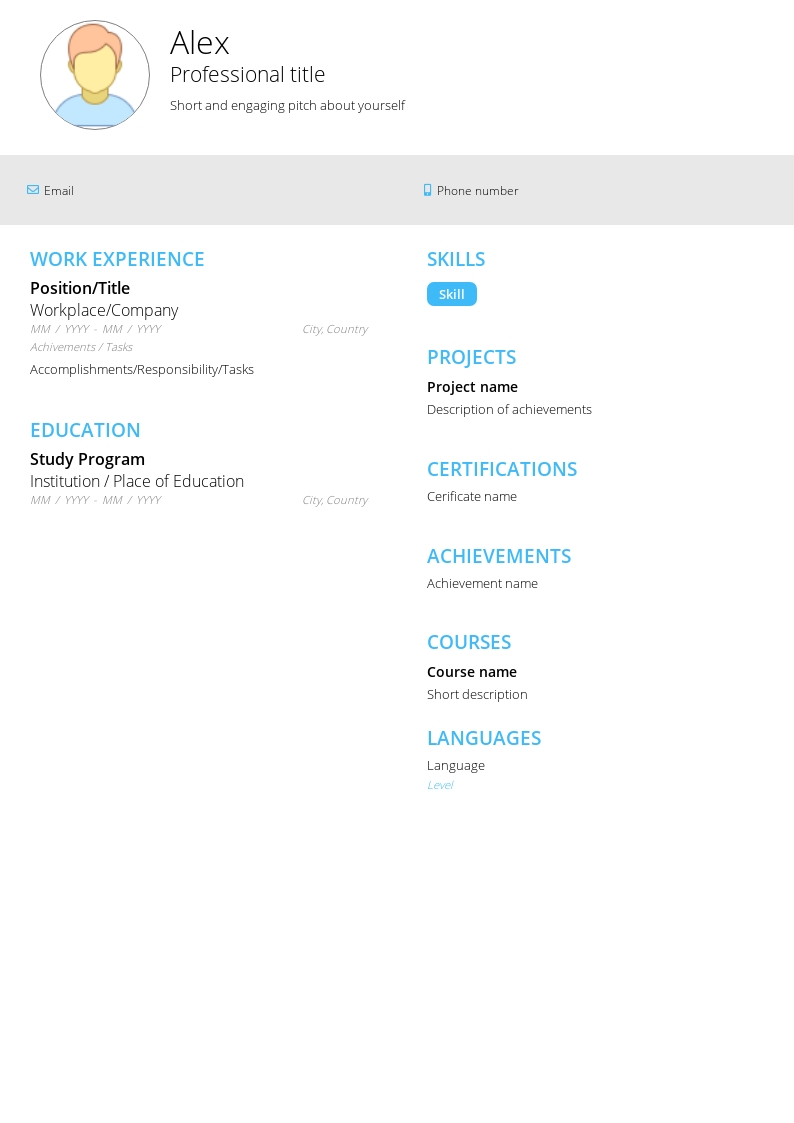 Alex
Professional title
Short and engaging pitch about yourself
Email
Phone number
WORK EXPERIENCE
Position/Title
Workplace/Company
MM / YYYY - MM / YYYY City, Country
Achivements / Tasks
Accomplishments/Responsibility/Tasks
EDUCATION
Study Program
Institution / Place of Education
MM / YYYY - MM / YYYY City, Country
SKILLS
Skill
PROJECTS
Project name
Description of achievements
CERTIFICATIONS
Cerificate name
ACHIEVEMENTS
Achievement name
COURSES
Course name
Short description
LANGUAGES
Language
Level